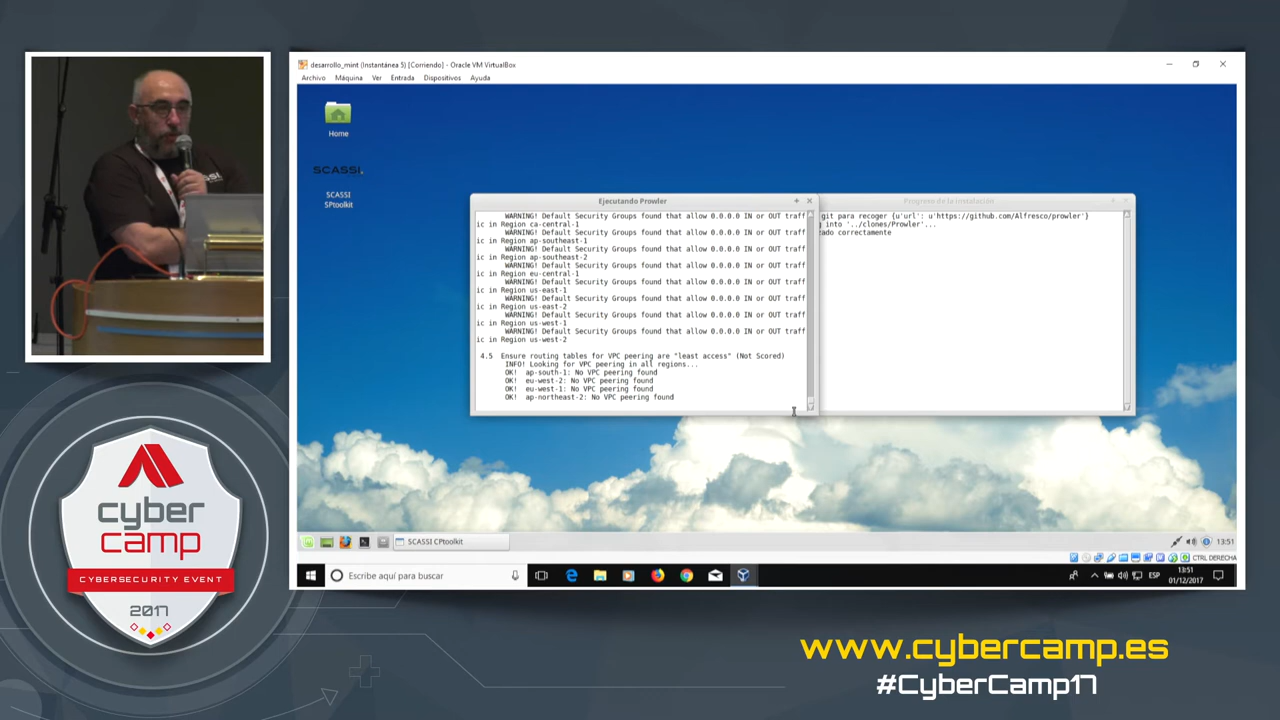 desarrollo_mint (Instantánea 5) [Corriendo] - Oracle VM VirtualBox
Archivo Máquina Ver Entrada Dispositivos Ayuda
Home
SCASSI
SCASSI
SPtoolkit
Ejecutando Prowler
WARNING! Default Security Groups found that allow 0.0.0.0 IN or OUT traff
ic in Region ca-central-1
WARNING! Default Security Groups found that allow 0.0.0.0 IN or OUT traff
ic in Region ap-southeast-1
WARNING! Default Security Groups found that allow 0.0.0.0 IN or OUT traff
ic in Region ap-southeast-2
WARNING! Default Security Groups found that allow 0.0.0.0 IN or OUT traff
ic in Region eu-central-1
WARNING! Default Security Groups found that allow 0.0.0.0 IN or OUT traff
ic in Region us-east-1
WARNING! Default Security Groups found that allow 0.0.0.0 IN or OUT traff
ic in Region us-east-2
WARNING! Default Security Groups found that allow 0.0.0.0 IN or OUT traff
ic in Region us-west-1
WARNING! Default Security Groups found that allow 0.0.0.0 IN or OUT traff
ic in Region us-west-2
4.5 Ensure routing tables for VPC peering are "least access" (Not Scored)
INFO! Looking for VPC peering in all regions...
OK! ap-south-1: No VPC peering found
OK! eu-west-2: No VPC peering found
OK! eu-west-1: No VPC peering found
OK! ap-northeast-2: No VPC peering found
Progreso de la instalación
git para recoger {u'url': u'https://github.com/Alfresco/prowler'}
g into '../clones/Prowler'...
zado correctamente
SCASSI CPtoolkit
13:51
CTRL DERECHA
Escribe aquí para buscar
ESP
13:51
01/12/2017
cyber
camp
CYBERSECURITY EVENT
2017
www.cybercamp.es
#CyberCamp17